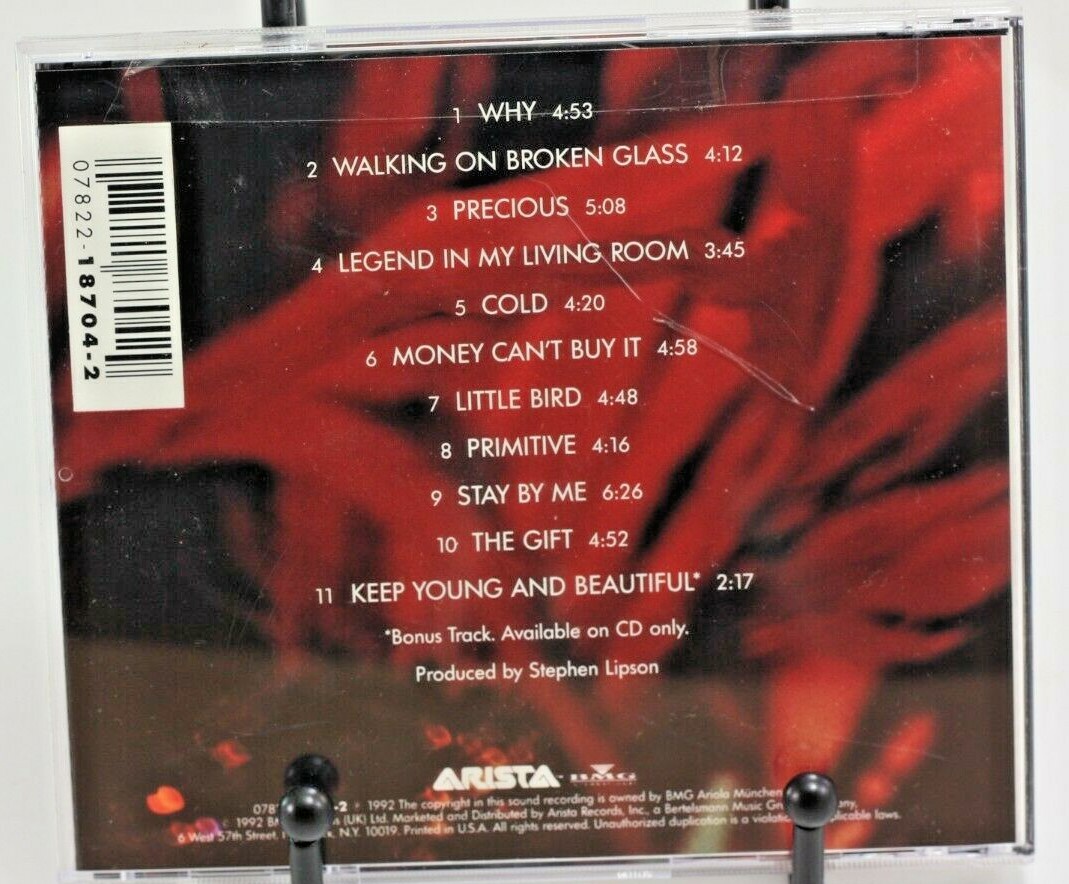 1 WHY 4:53
2 WALKING ON BROKEN GLASS 4:12
3 PRECIOUS 5:08
4 LEGEND IN MY LIVING ROOM 3:45
5 COLD 4:20
6 MONEY CAN'T BUY IT 4:58
7 LITTLE BIRD 4:48
8 PRIMITIVE 4:16
9 STAY BY ME 6:26
10 THE GIFT 4:52
11 KEEP YOUNG AND BEAUTIFUL* 2:17
*Bonus Track. Available on CD only.
Produced by Stephen Lipson
07822-18704-2
ARISTA BMG
-2 ℗ 1992 The copyright in this sound recording is owned by BMG Ariola München
© 1992 (UK) Ltd. Marketed and Distributed by Arista Records, Inc., a Bertelsmann Music
6 West 57th Street, N.Y. 10019. Printed in U.S.A. All rights reserved. Unauthorized duplication is a laws.